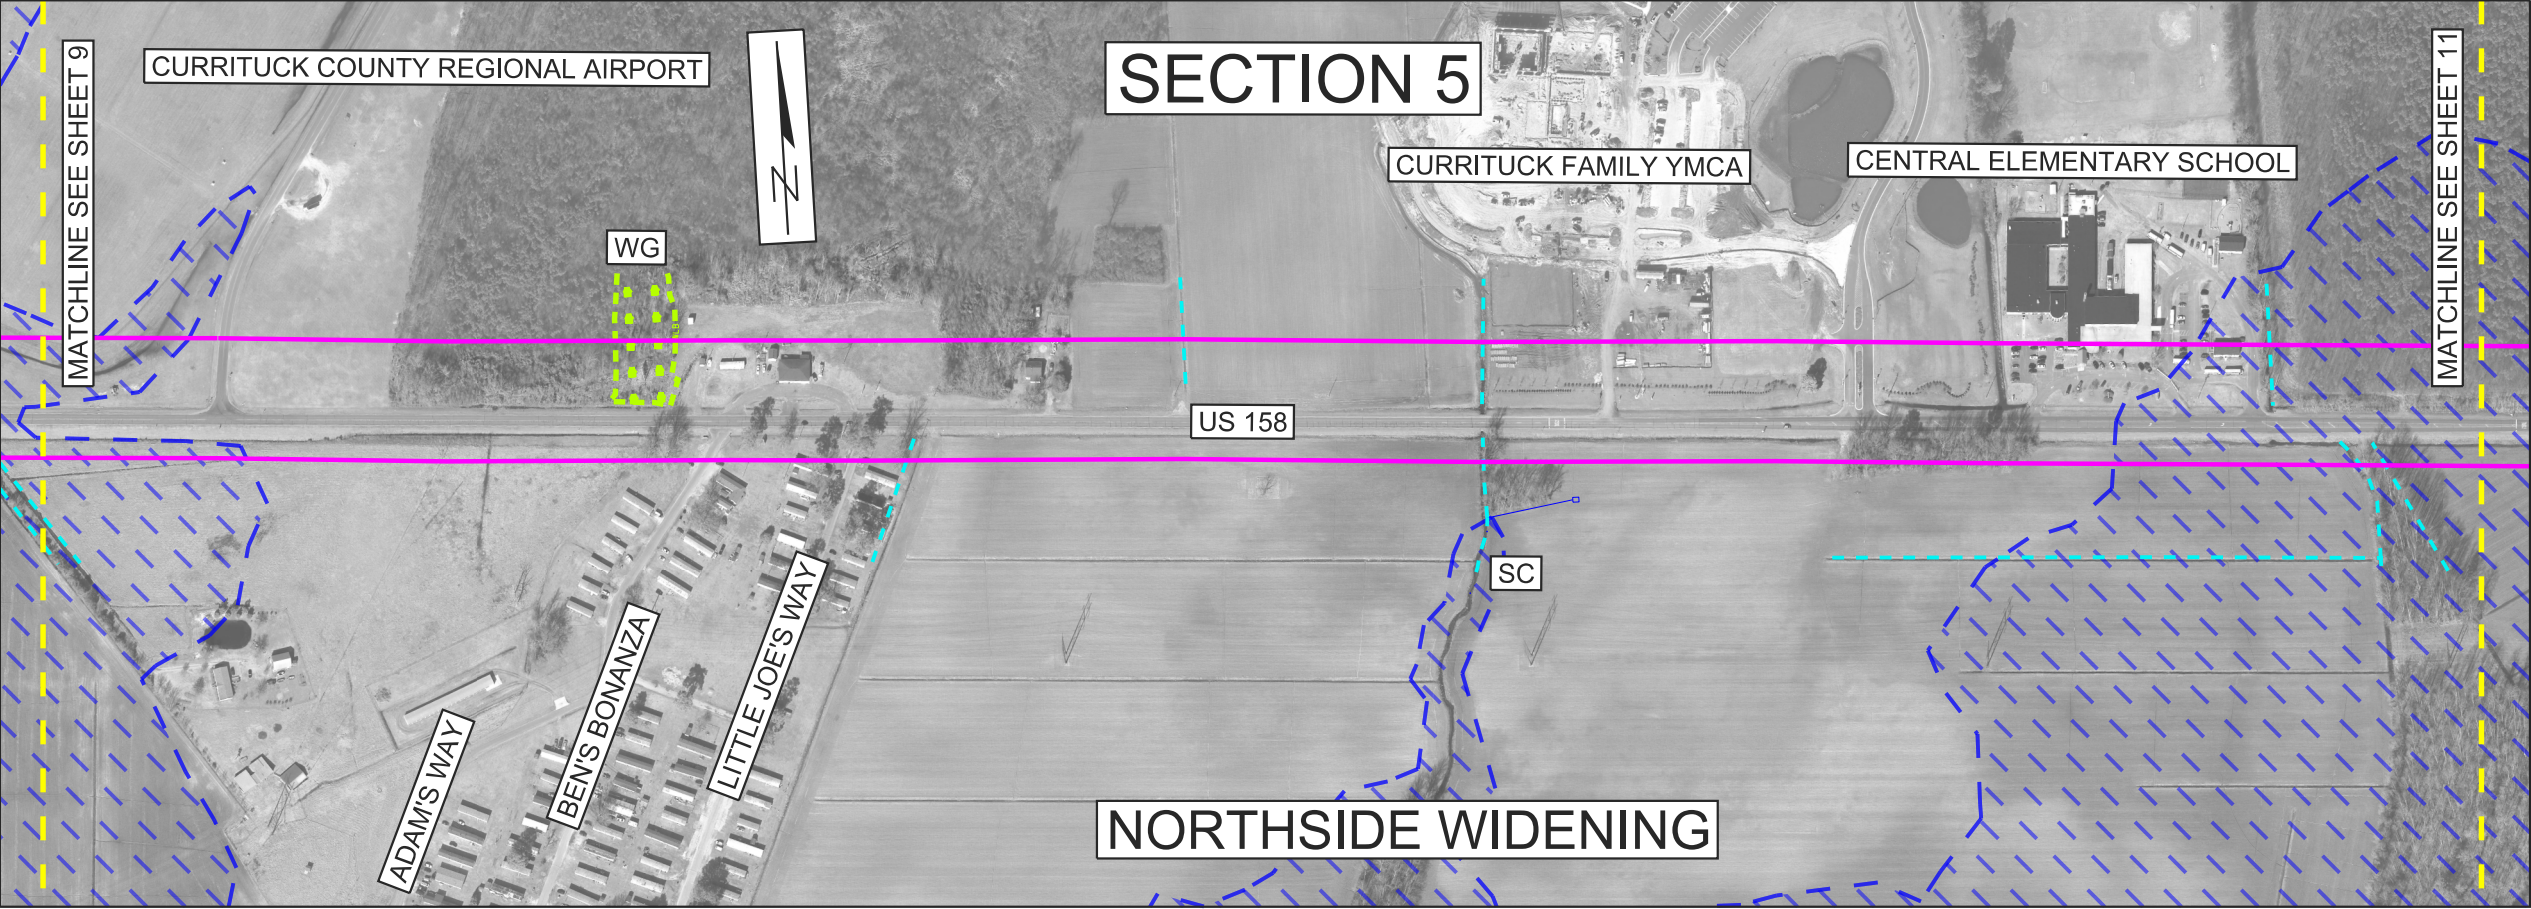 MATCHLINE SEE SHEET 9
CURRITUCK COUNTY REGIONAL AIRPORT
N
SECTION 5
CURRITUCK FAMILY YMCA
CENTRAL ELEMENTARY SCHOOL
MATCHLINE SEE SHEET 11
WG
US 158
SC
ADAM'S WAY
BEN'S BONANZA
LITTLE JOE'S WAY
NORTHSIDE WIDENING